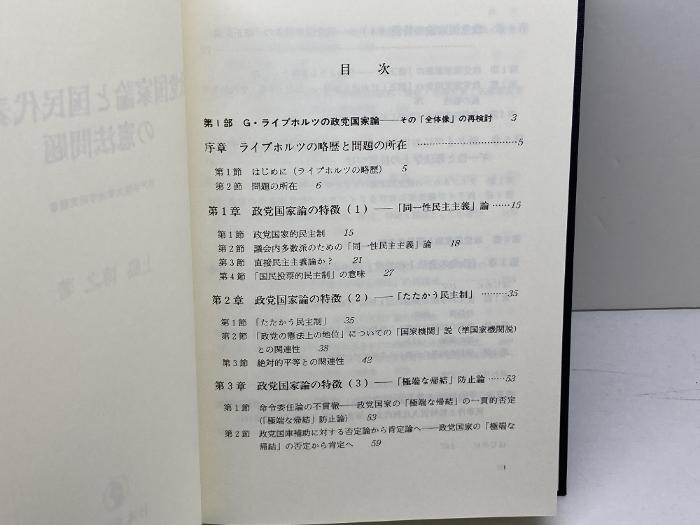 目　次
第Ⅰ部　G・ライプホルツの政党国家論──その「全体像」の再検討　3
序章　ライプホルツの略歴と問題の所在……5
第1節　はじめに（ライプホルツの略歴）　5
第2節　問題の所在　6
第1章　政党国家論の特徴（1）──「同一性民主主義」論……15
第1節　政党国家的民主制　15
第2節　議会内多数派のための「同一性民主主義」論　18
第3節　直接民主主義論か？　21
第4節　「国民投票的民主制」の意味　27
第2章　政党国家論の特徴（2）──「たたかう民主制」………35
第1節　「たたかう民主制」　35
第2節　「政党の憲法上の地位」についての「国家機関」説（準国家機関説）
との関連性　38
第3節　絶対的平等との関連性　42
第3章　政党国家論の特徴（3）──「極端な帰結」防止論……53
第1節　命令委任論の不貫徹──政党国家の「極端な帰結」の一貫的否定
（「極端な帰結」防止論）　53
第2節　政党国庫補助に対する否定論から肯定論へ──政党国家の「極端な
帰結」の否定から肯定へ　59
政党国家論と国民代表
の憲法問題